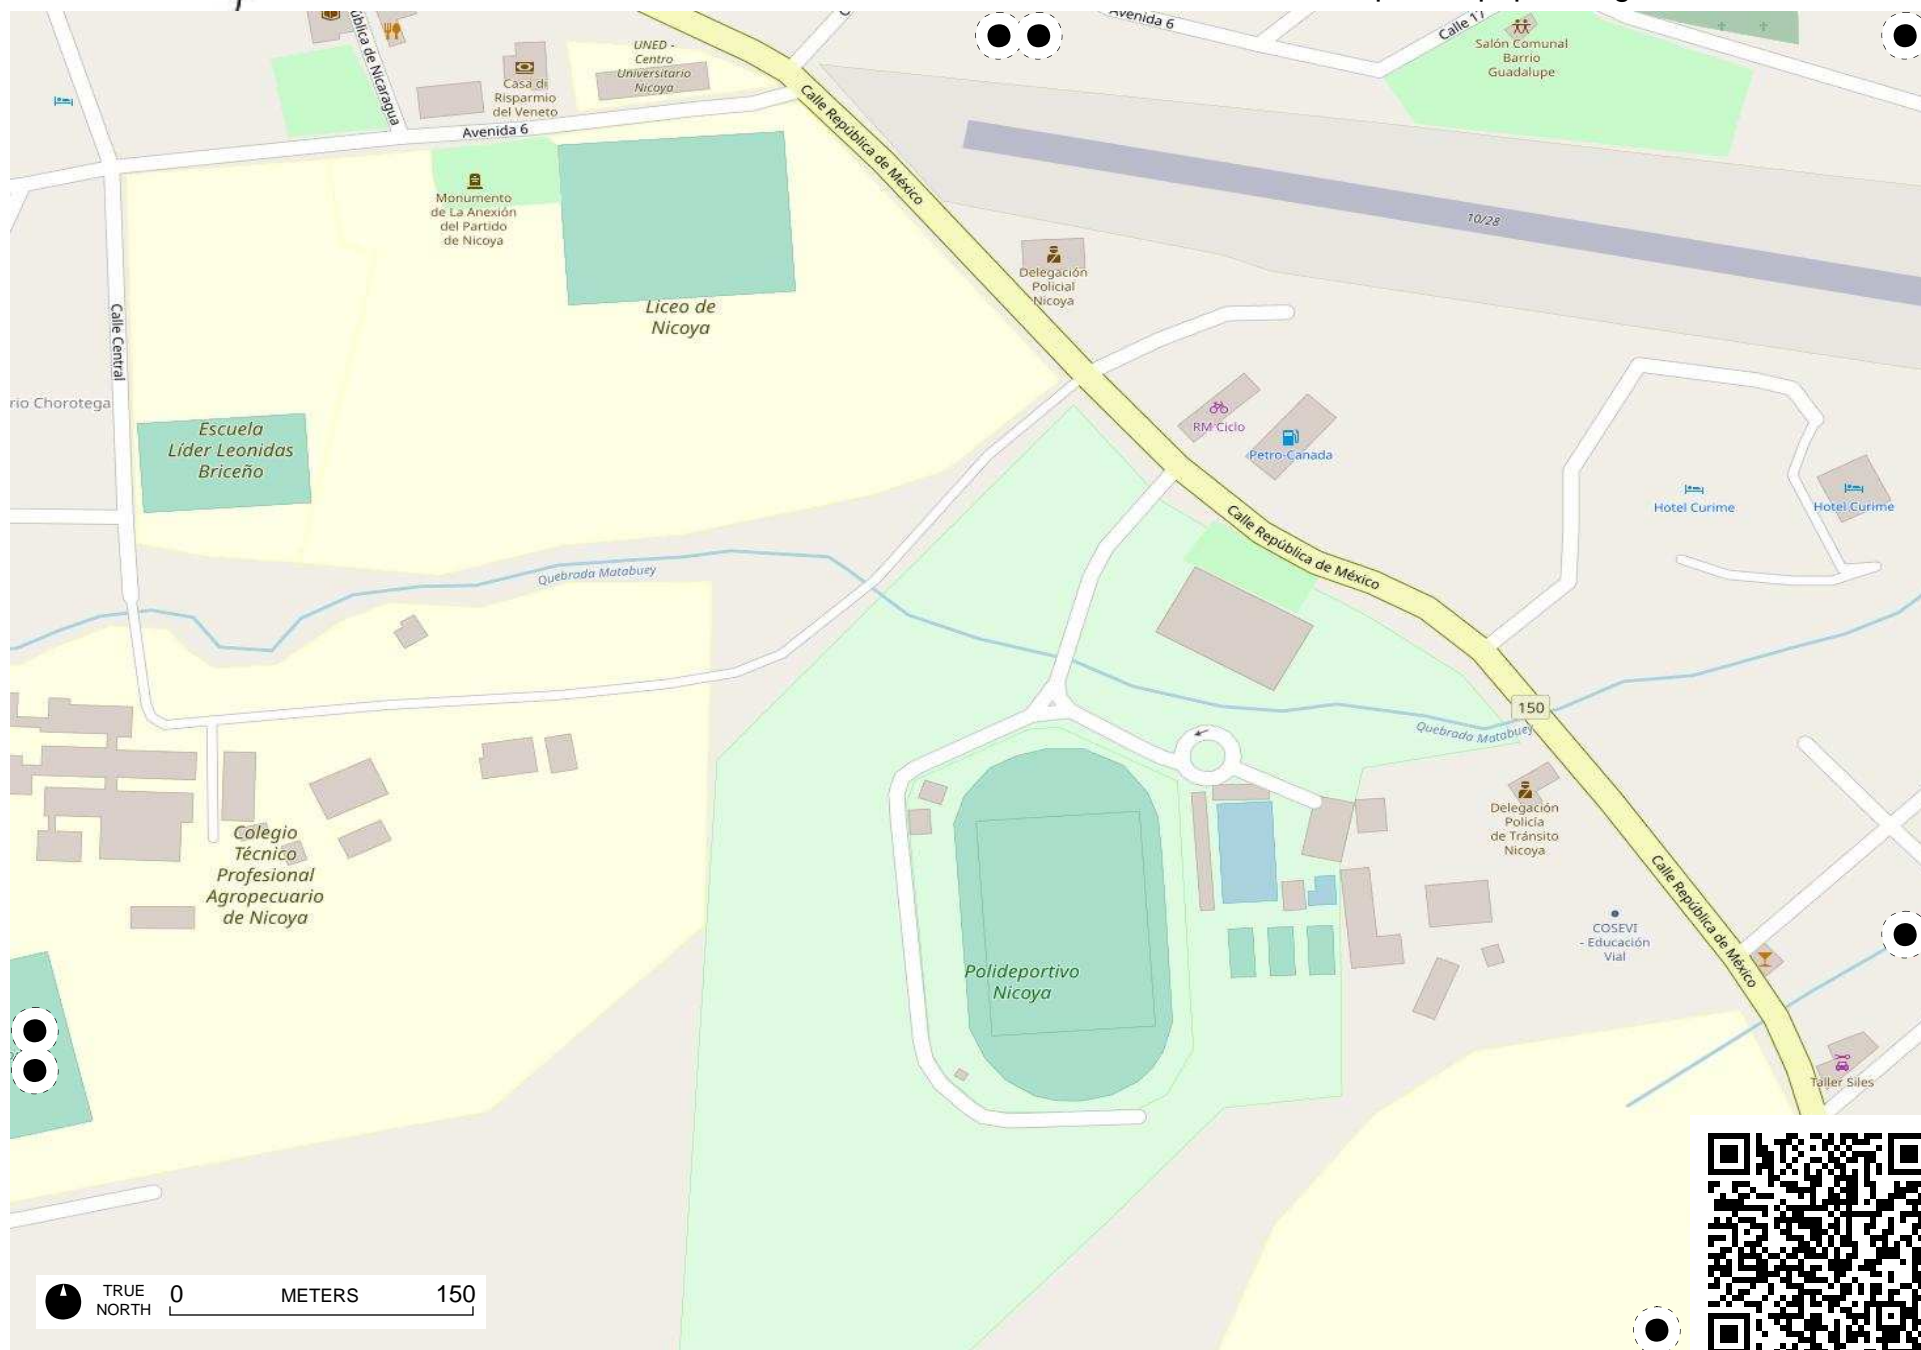 Avenida 6
Calle 17
Salón Comunal
Barrio
Guadalupe
UNED -
Centro
Universitario
Nicoya
Casa di
Risparmio
del Veneto
de Nicaragua
Avenida 6
Calle República de México
Monumento
de La Anexión
del Partido
de Nicoya
10/28
Delegación
Policial
Nicoya
Liceo de
Nicoya
Calle Central
rio Chorotega
Escuela
Líder Leonidas
Briceño
RM Ciclo
Petro-Canada
Hotel Curime
Hotel Curime
Calle República de México
Quebrada Matabuey
150
Quebrada Matabuey
Delegación
Policía
de Tránsito
Nicoya
Colegio
Técnico
Profesional
Agropecuario
de Nicoya
Calle República de México
COSEVI
- Educación
Vial
Polideportivo
Nicoya
Taller Siles
TRUE
NORTH
0 METERS 150